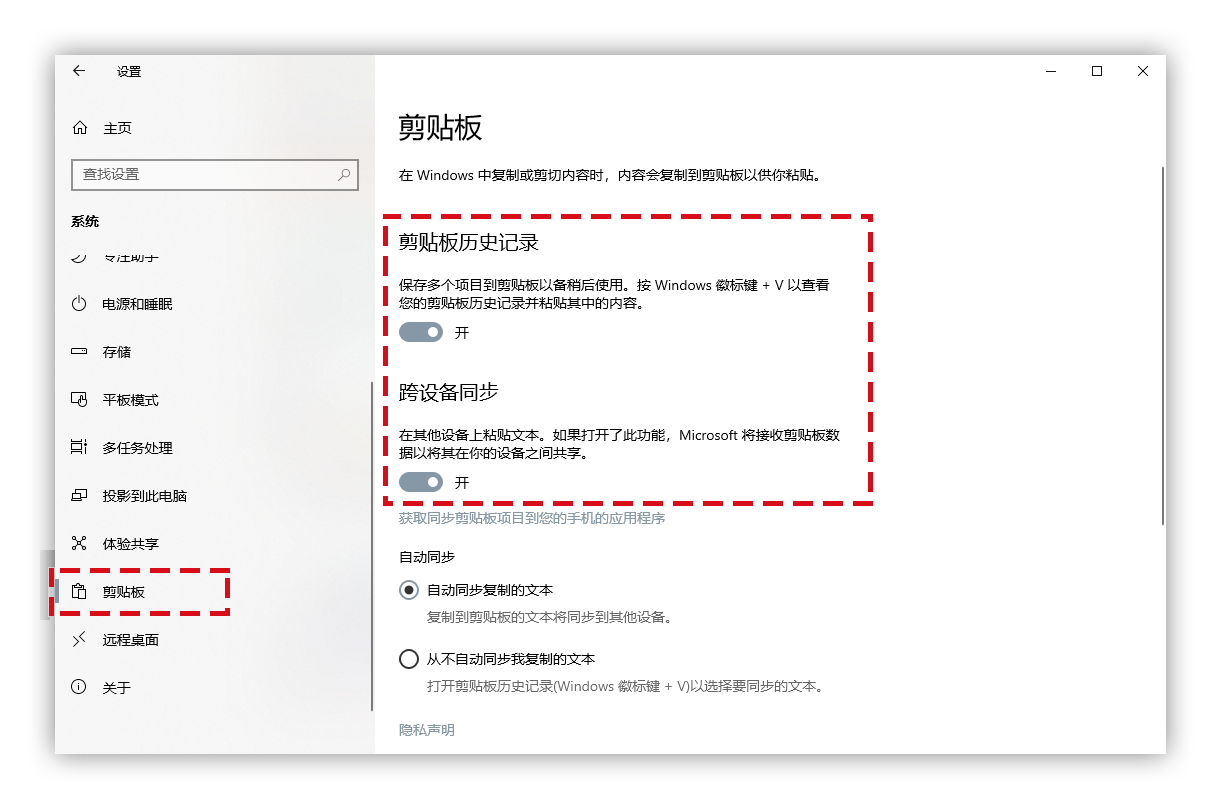 设置
主页
查找设置
系统
专注助手
电源和睡眠
存储
平板模式
多任务处理
投影到此电脑
体验共享
剪贴板
远程桌面
关于
剪贴板
在 Windows 中复制或剪切内容时，内容会复制到剪贴板以供你粘贴。
剪贴板历史记录
保存多个项目到剪贴板以备稍后使用。按 Windows 徽标键 + V 以查看
您的剪贴板历史记录并粘贴其中的内容。
开
跨设备同步
在其他设备上粘贴文本。如果打开了此功能，Microsoft 将接收剪贴板数
据以将其在你的设备之间共享。
开
获取同步剪贴板项目到您的手机的应用程序
自动同步
自动同步复制的文本
复制到剪贴板的文本将同步到其他设备。
从不自动同步我复制的文本
打开剪贴板历史记录(Windows 徽标键 + V)以选择要同步的文本。
隐私声明